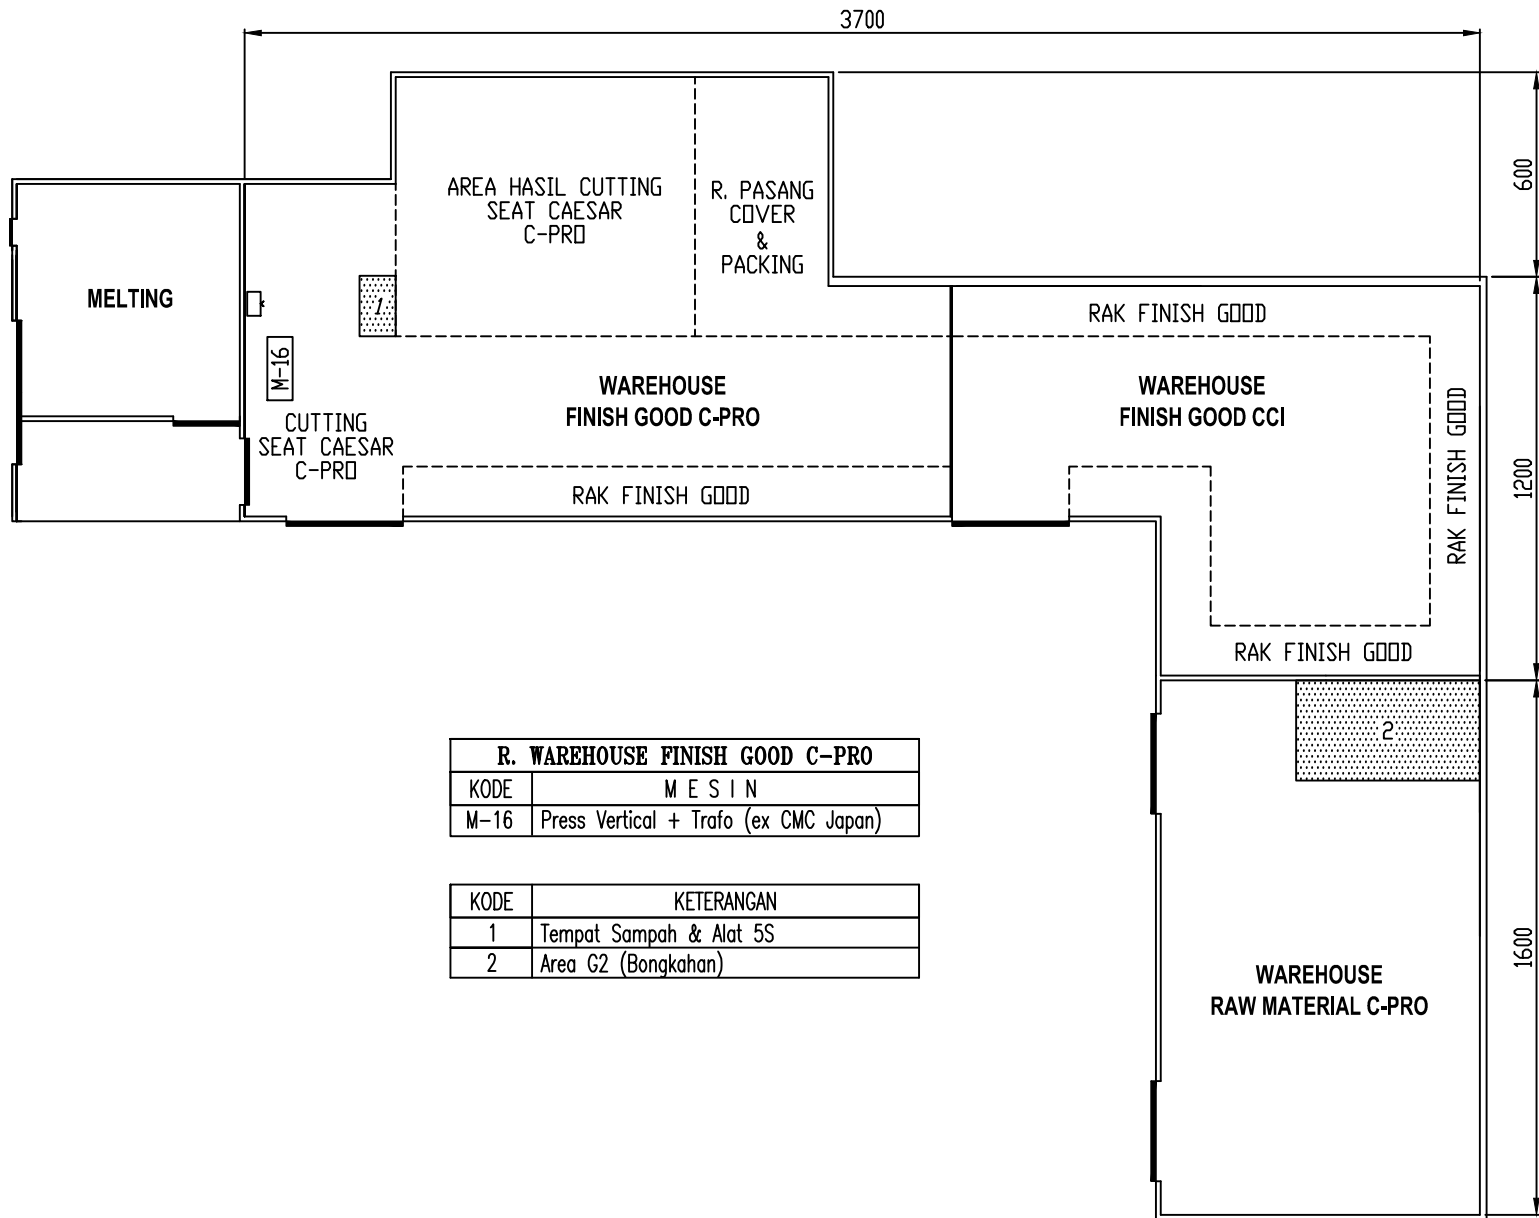 3700
600
AREA HASIL CUTTING
SEAT CAESAR
C-PRO
R. PASANG
COVER
&
PACKING
MELTING
1
RAK FINISH GOOD
M-16
WAREHOUSE
FINISH GOOD C-PRO
WAREHOUSE
FINISH GOOD CCI
CUTTING
SEAT CAESAR
C-PRO
RAK FINISH GOOD
RAK FINISH GOOD
1200
RAK FINISH GOOD
2
R. WAREHOUSE FINISH GOOD C-PRO
KODE M E S I N
M-16 Press Vertical + Trafo (ex CMC Japan)
KODE KETERANGAN
1 Tempat Sampah & Alat 5S
2 Area G2 (Bongkahan)
WAREHOUSE
RAW MATERIAL C-PRO
1600